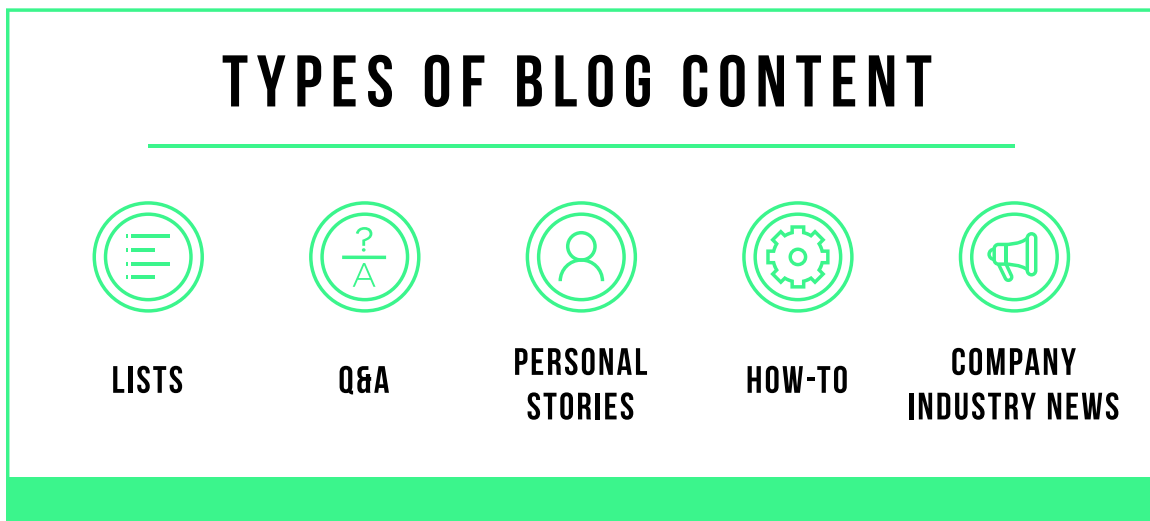 TYPES OF BLOG CONTENT
?
A
LISTS
Q&A
PERSONAL
STORIES
HOW-TO
COMPANY
INDUSTRY NEWS